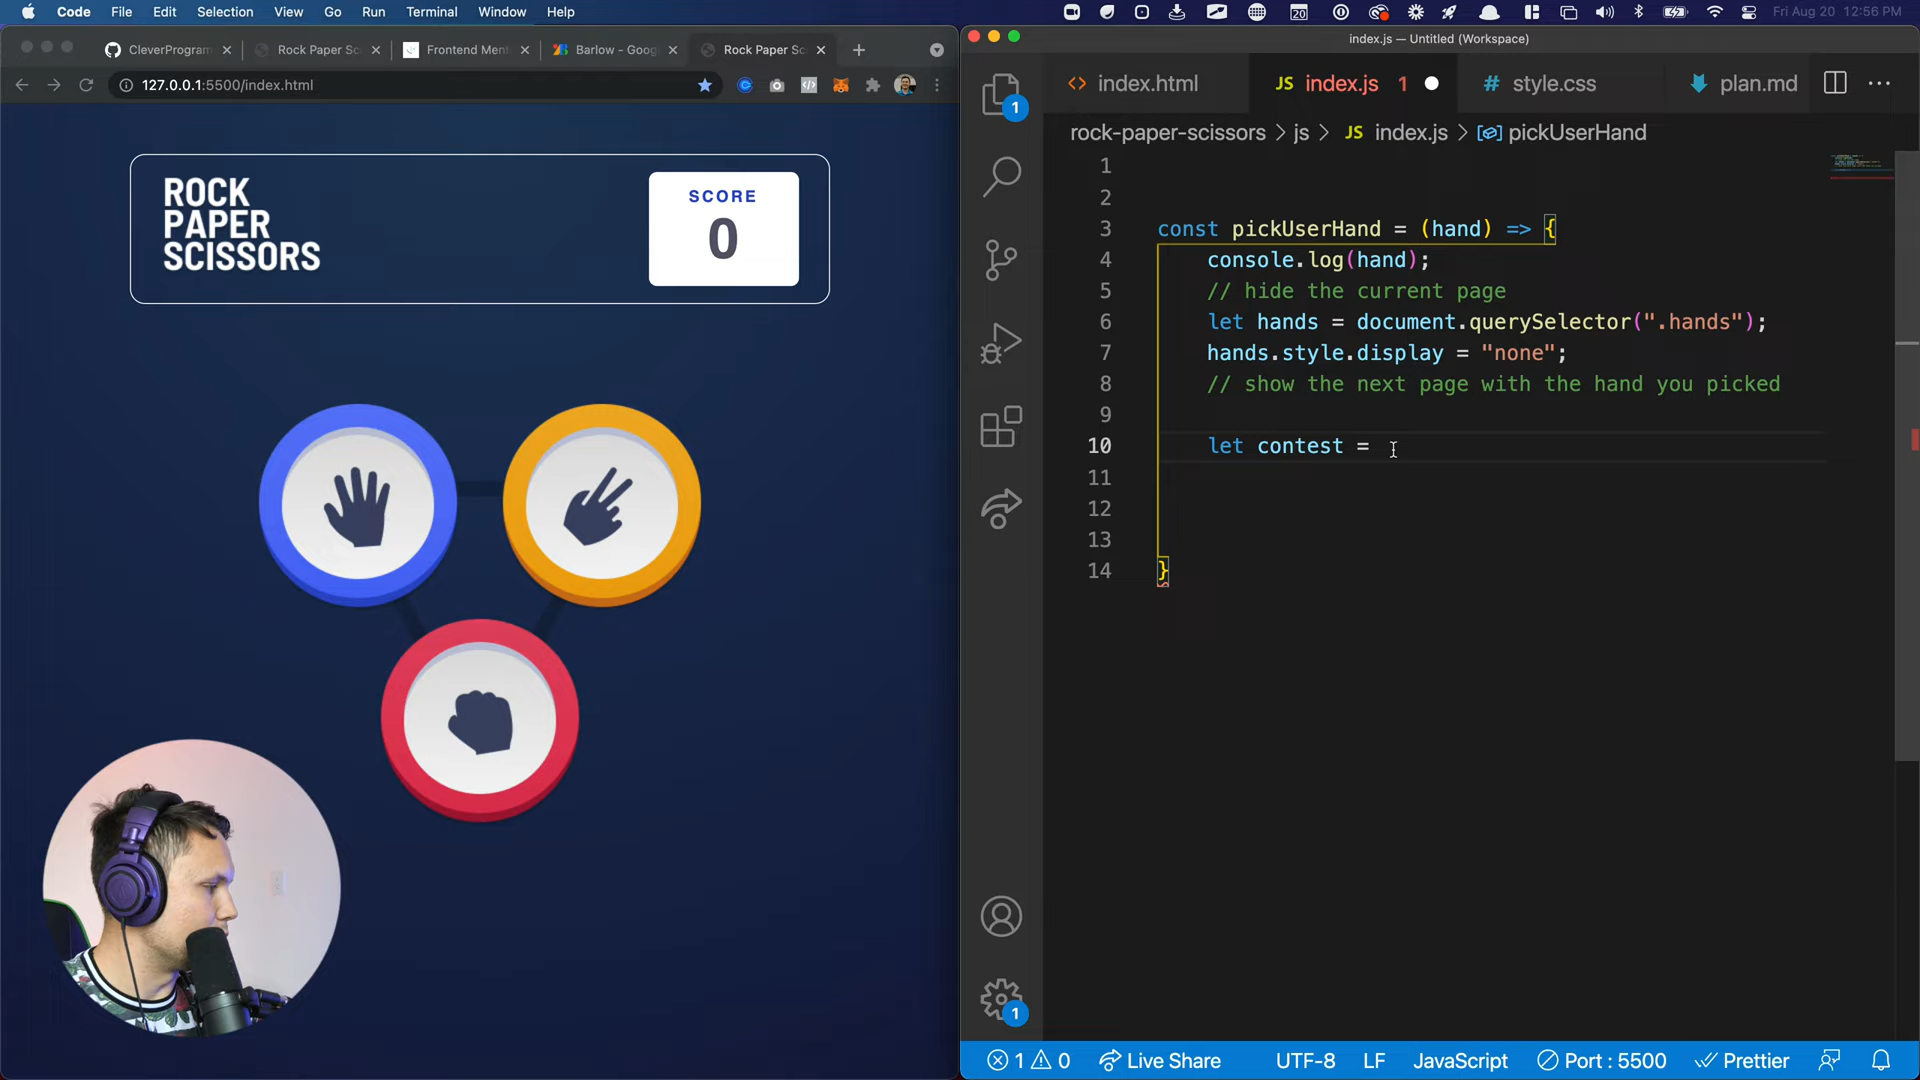 Code File Edit Selection View Go Run Terminal Window Help
20
Fri Aug 20 12:56 PM
CleverProgram
Rock Paper Sc
Frontend Ment
Barlow - Goog
Rock Paper Sc
127.0.0.1:5500/index.html
ROCK
PAPER
SCISSORS
SCORE
0
index.js — Untitled (Workspace)
index.html
JS index.js 1
# style.css
plan.md
rock-paper-scissors > js > JS index.js > pickUserHand
1
1
1
2
3 const pickUserHand = (hand) => {
4 console.log(hand);
5 // hide the current page
6 let hands = document.querySelector(".hands");
7 hands.style.display = "none";
8 // show the next page with the hand you picked
9
10 let contest =
11
12
13
14 }
1
1 0 Live Share UTF-8 LF JavaScript Port : 5500 Prettier